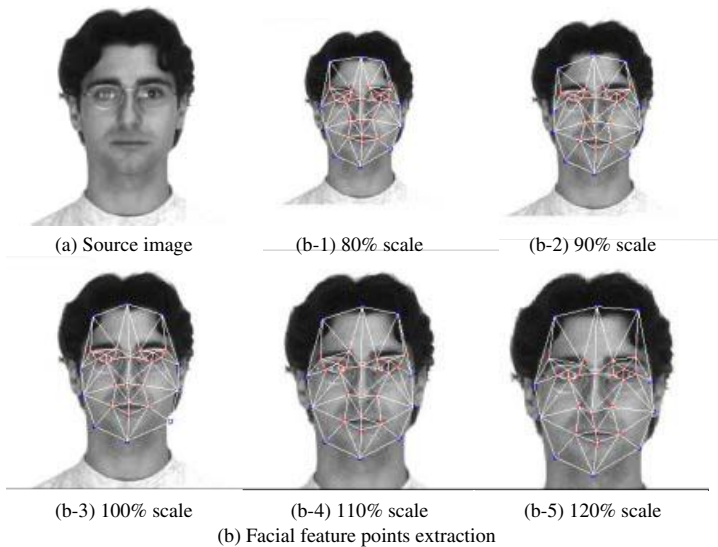 (a) Source image
(b-1) 80% scale
(b-2) 90% scale
(b-3) 100% scale
(b-4) 110% scale
(b-5) 120% scale
(b) Facial feature points extraction